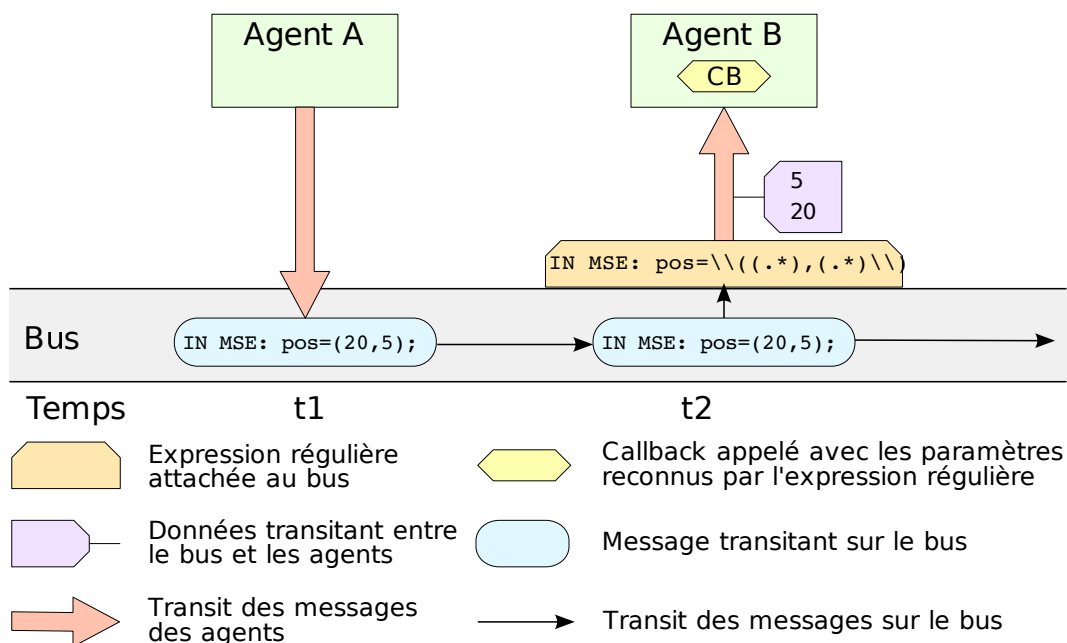 Agent A
Agent B
CB
5
20
IN MSE: pos=\\((.*),(.*)\\)
Bus
IN MSE: pos=(20,5);
IN MSE: pos=(20,5);
Temps
t1
t2
Expression régulière
attachée au bus
Callback appelé avec les paramètres
reconnus par l'expression régulière
Données transitant entre
le bus et les agents
Message transitant sur le bus
Transit des messages
des agents
Transit des messages sur le bus